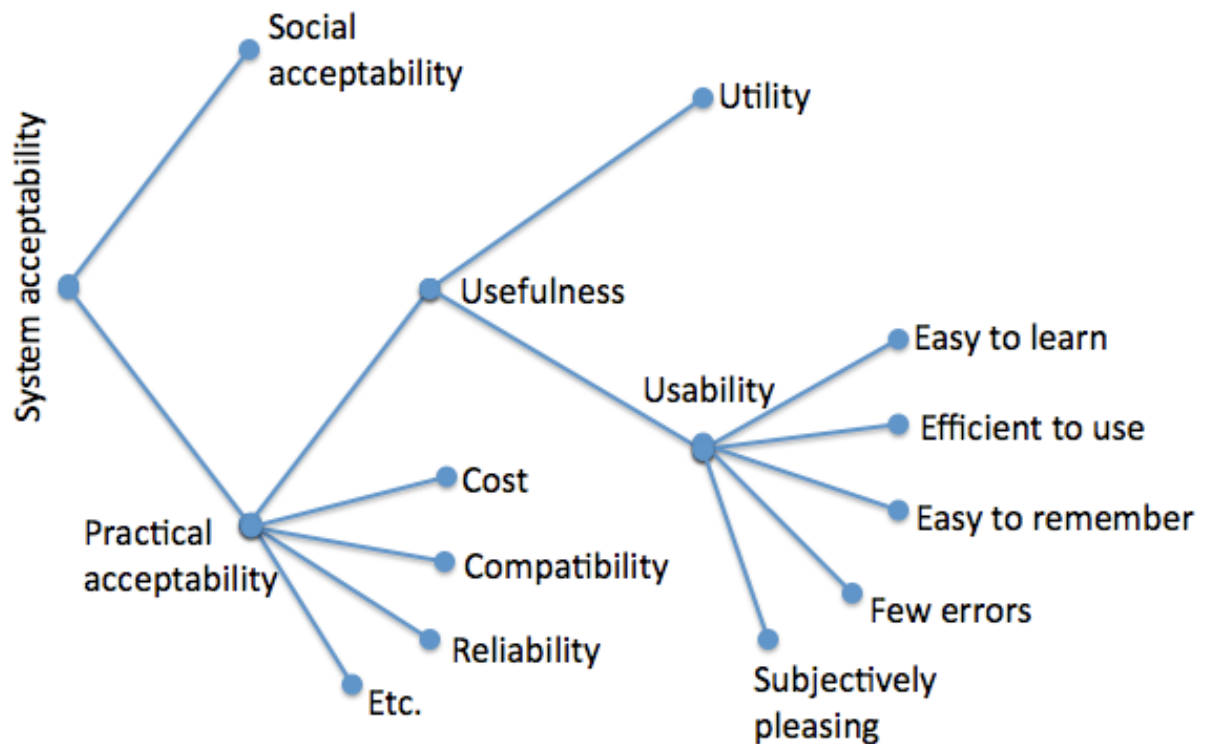 Social
acceptability
Utility
System acceptability
Usefulness
Easy to learn
Usability
Efficient to use
Cost
Easy to remember
Practical
acceptability
Compatibility
Few errors
Reliability
Subjectively
pleasing
Etc.